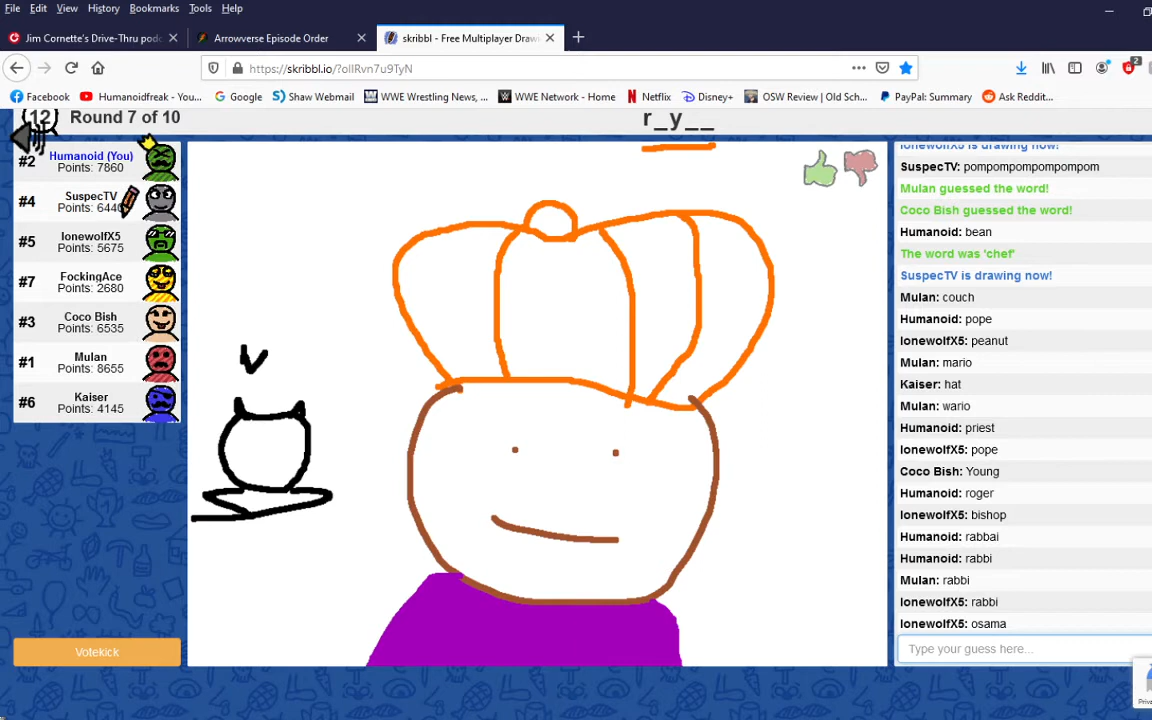 File Edit View History Bookmarks Tools Help
Jim Cornette's Drive-Thru pod
Arrowverse Episode Order
skribbl - Free Multiplayer Draw
https://skribbl.io/?olIRvn7u9TyN
Facebook YouTube Humanoidfreak - You... Google Shaw Webmail WWE Wrestling News, ... WWE Network - Home Netflix Disney+ OSW Review | Old Sch... PayPal: Summary Ask Reddit...
2
12 Round 7 of 10 r_y__
#2 Humanoid (You)
Points: 7860
#4 SuspecTV
Points: 6440
#5 lonewolfX5
Points: 5675
#7 FockingAce
Points: 2680
#3 Coco Bish
Points: 6535
#1 Mulan
Points: 8655
#6 Kaiser
Points: 4145
V
Votekick
lonewolfX5 is drawing now!
SuspecTV: pompompompompompom
Mulan guessed the word!
Coco Bish guessed the word!
Humanoid: bean
The word was 'chef'
SuspecTV is drawing now!
Mulan: couch
Humanoid: pope
lonewolfX5: peanut
Mulan: mario
Kaiser: hat
Mulan: wario
Humanoid: priest
lonewolfX5: pope
Coco Bish: Young
Humanoid: roger
lonewolfX5: bishop
Humanoid: rabbai
Humanoid: rabbi
Mulan: rabbi
lonewolfX5: rabbi
lonewolfX5: osama
Type your guess here...